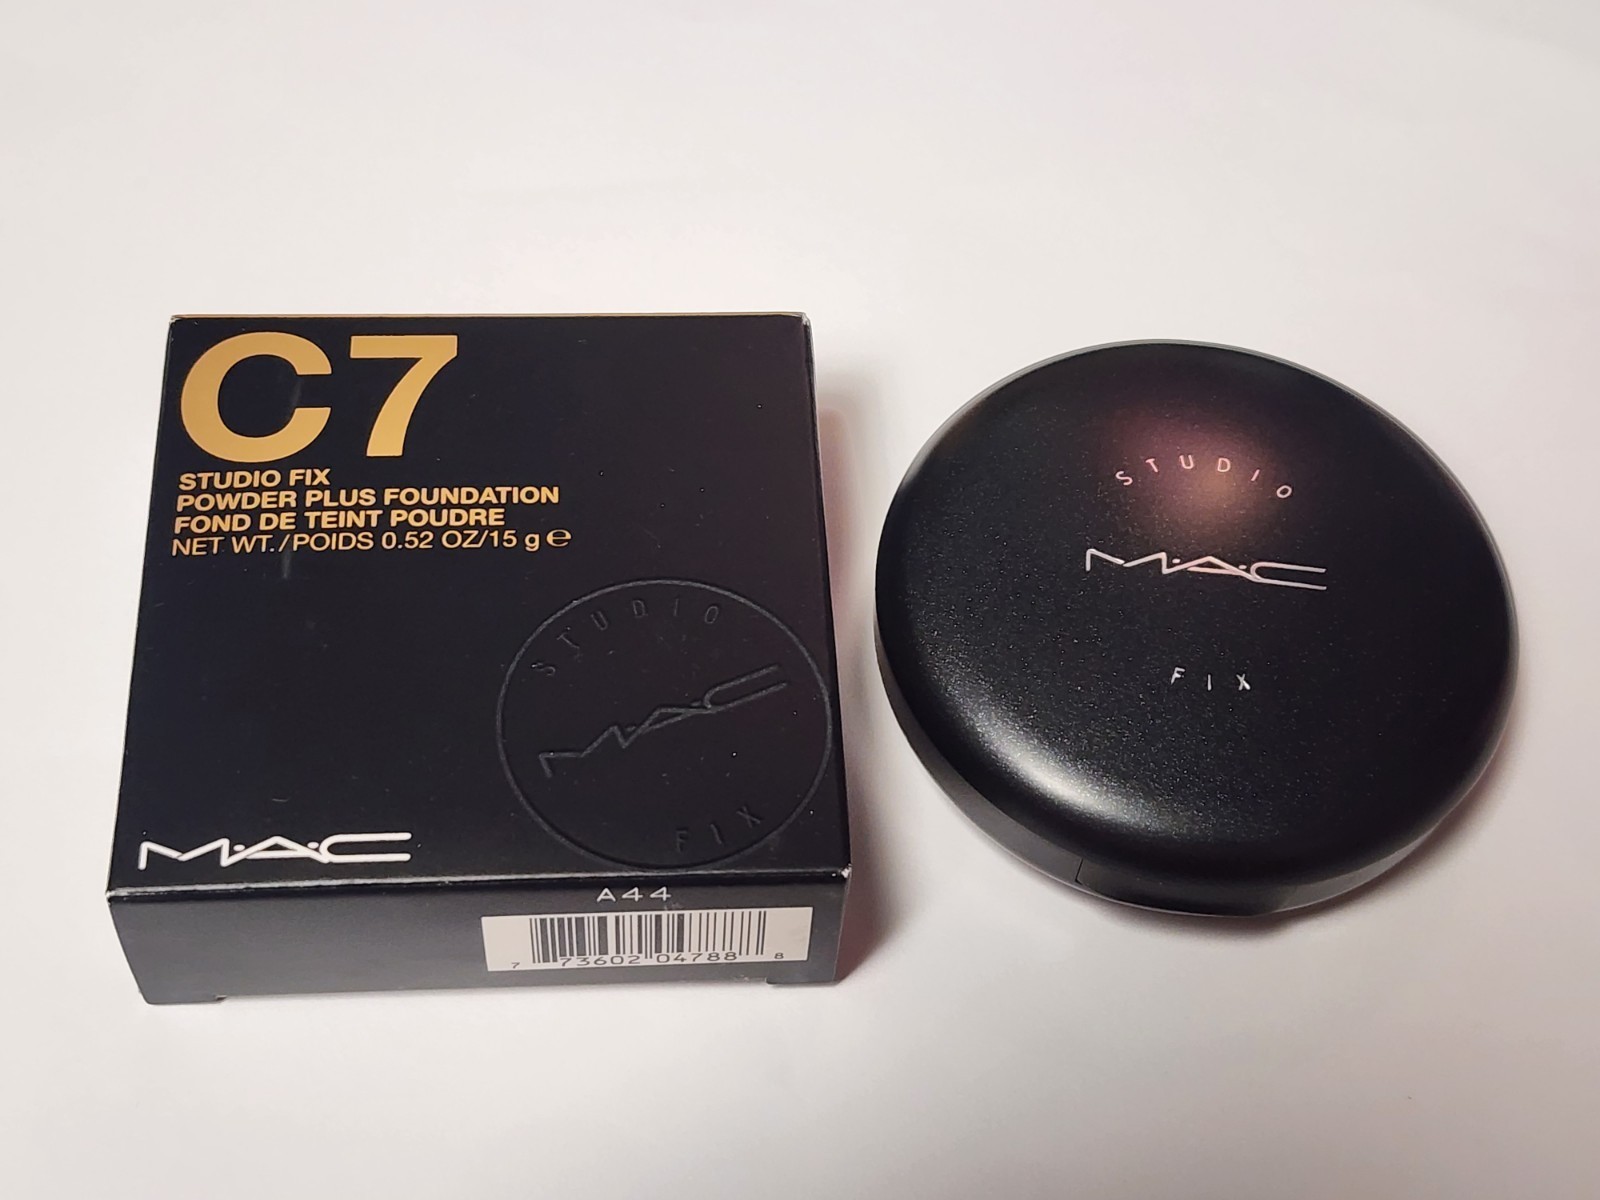 C7
STUDIO FIX
POWDER PLUS FOUNDATION
FOND DE TEINT POUDRE
NET WT./POIDS 0.52 OZ/15 g ℮
STUDIO
MAC
FIX
M·A·C
A44
7 73602 04788 8
STUDIO
M·A·C
FIX